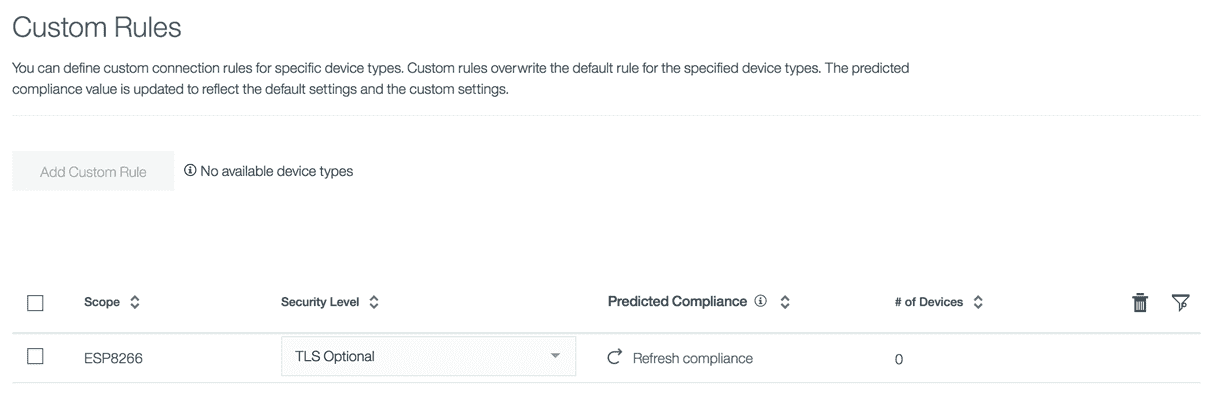 Custom Rules
You can define custom connection rules for specific device types. Custom rules overwrite the default rule for the specified device types. The predicted
compliance value is updated to reflect the default settings and the custom settings.
Add Custom Rule No available device types
Scope Security Level Predicted Compliance # of Devices
ESP8266 TLS Optional Refresh compliance 0